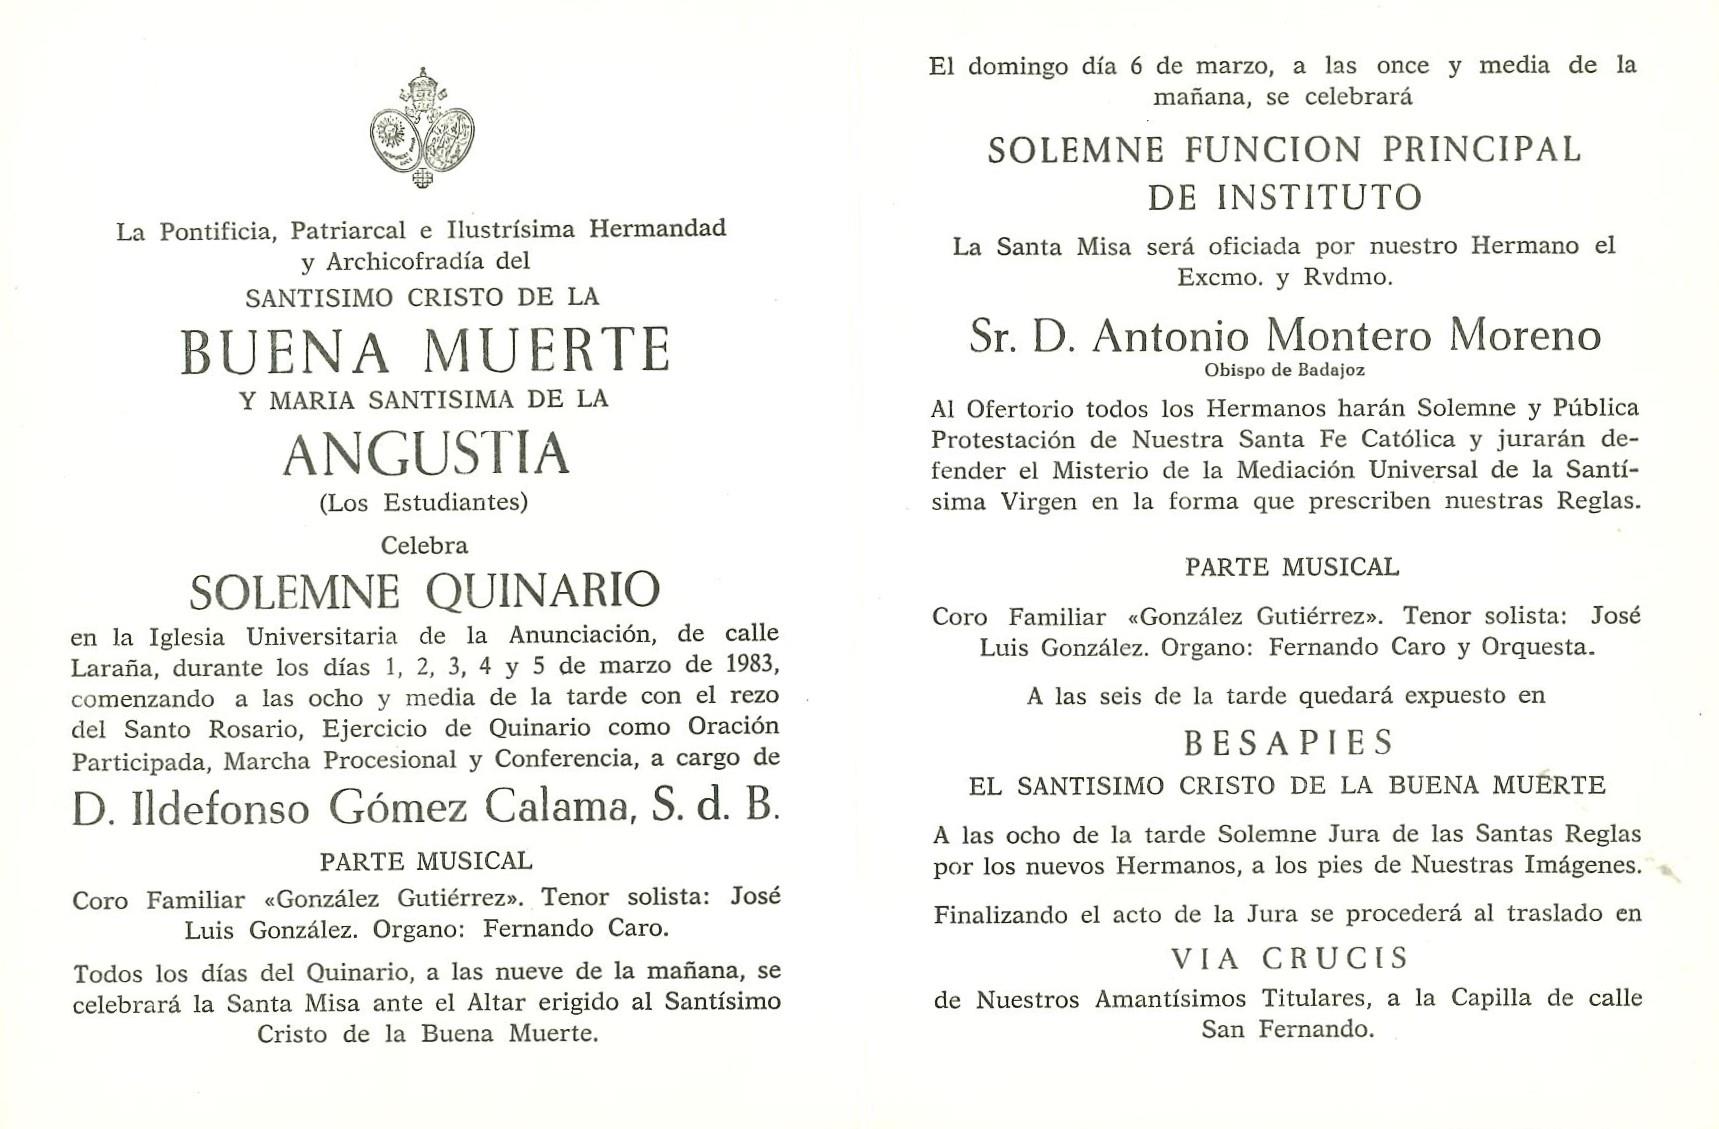 La Pontificia, Patriarcal e Ilustrísima Hermandad
y Archicofradía del
SANTISIMO CRISTO DE LA
BUENA MUERTE
Y MARIA SANTISIMA DE LA
ANGUSTIA
(Los Estudiantes)
Celebra
SOLEMNE QUINARIO
en la Iglesia Universitaria de la Anunciación, de calle
Laraña, durante los días 1, 2, 3, 4 y 5 de marzo de 1983,
comenzando a las ocho y media de la tarde con el rezo
del Santo Rosario, Ejercicio de Quinario como Oración
Participada, Marcha Procesional y Conferencia, a cargo de
D. Ildefonso Gómez Calama, S. d. B.
PARTE MUSICAL
Coro Familiar «González Gutiérrez». Tenor solista: José
Luis González. Organo: Fernando Caro.
Todos los días del Quinario, a las nueve de la mañana, se
celebrará la Santa Misa ante el Altar erigido al Santísimo
Cristo de la Buena Muerte.
El domingo día 6 de marzo, a las once y media de la
mañana, se celebrará
SOLEMNE FUNCION PRINCIPAL
DE INSTITUTO
La Santa Misa será oficiada por nuestro Hermano el
Excmo. y Rvdmo.
Sr. D. Antonio Montero Moreno
Obispo de Badajoz
Al Ofertorio todos los Hermanos harán Solemne y Pública
Protestación de Nuestra Santa Fe Católica y jurarán de-
fender el Misterio de la Mediación Universal de la Santí-
sima Virgen en la forma que prescriben nuestras Reglas.
PARTE MUSICAL
Coro Familiar «González Gutiérrez». Tenor solista: José
Luis González. Organo: Fernando Caro y Orquesta.
A las seis de la tarde quedará expuesto en
BESAPIES
EL SANTISIMO CRISTO DE LA BUENA MUERTE
A las ocho de la tarde Solemne Jura de las Santas Reglas
por los nuevos Hermanos, a los pies de Nuestras Imágenes.
Finalizando el acto de la Jura se procederá al traslado en
VIA CRUCIS
de Nuestros Amantísimos Titulares, a la Capilla de calle
San Fernando.